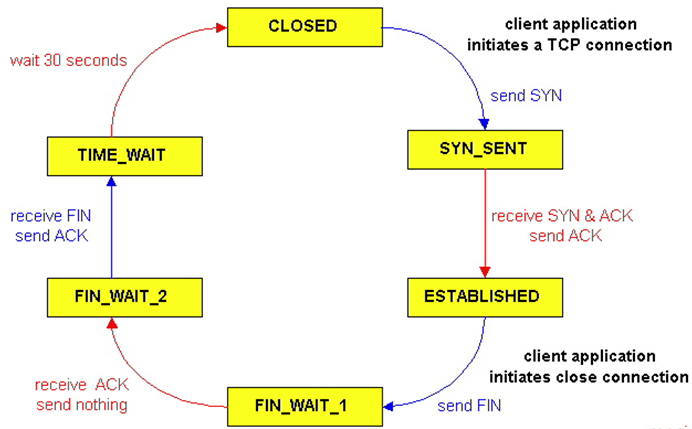 CLOSED
client application
initiates a TCP connection
wait 30 seconds
send SYN
TIME_WAIT
SYN_SENT
receive FIN
send ACK
receive SYN & ACK
send ACK
FIN_WAIT_2
ESTABLISHED
client application
initiates close connection
receive ACK
send nothing
FIN_WAIT_1
send FIN